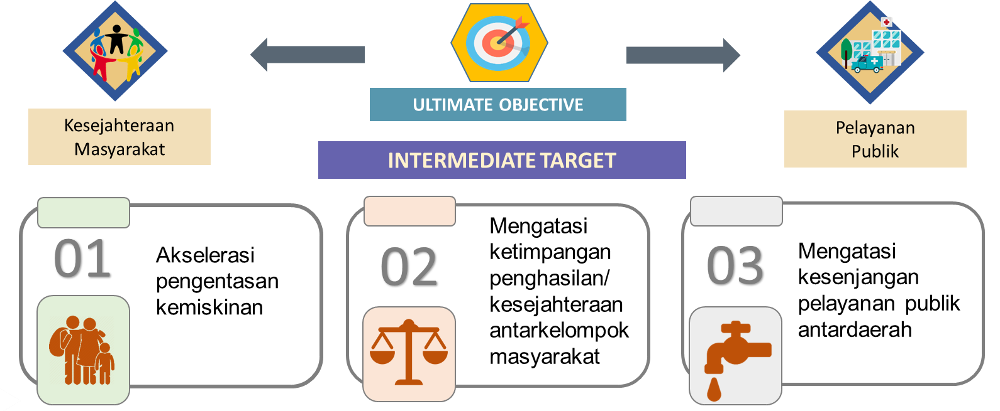 ULTIMATE OBJECTIVE
Kesejahteraan
Masyarakat
Pelayanan
Publik
INTERMEDIATE TARGET
01
Akselerasi
pengentasan
kemiskinan
02
Mengatasi
ketimpangan
penghasilan/
kesejahteraan
antarkelompok
masyarakat
03
Mengatasi
kesenjangan
pelayanan publik
antardaerah